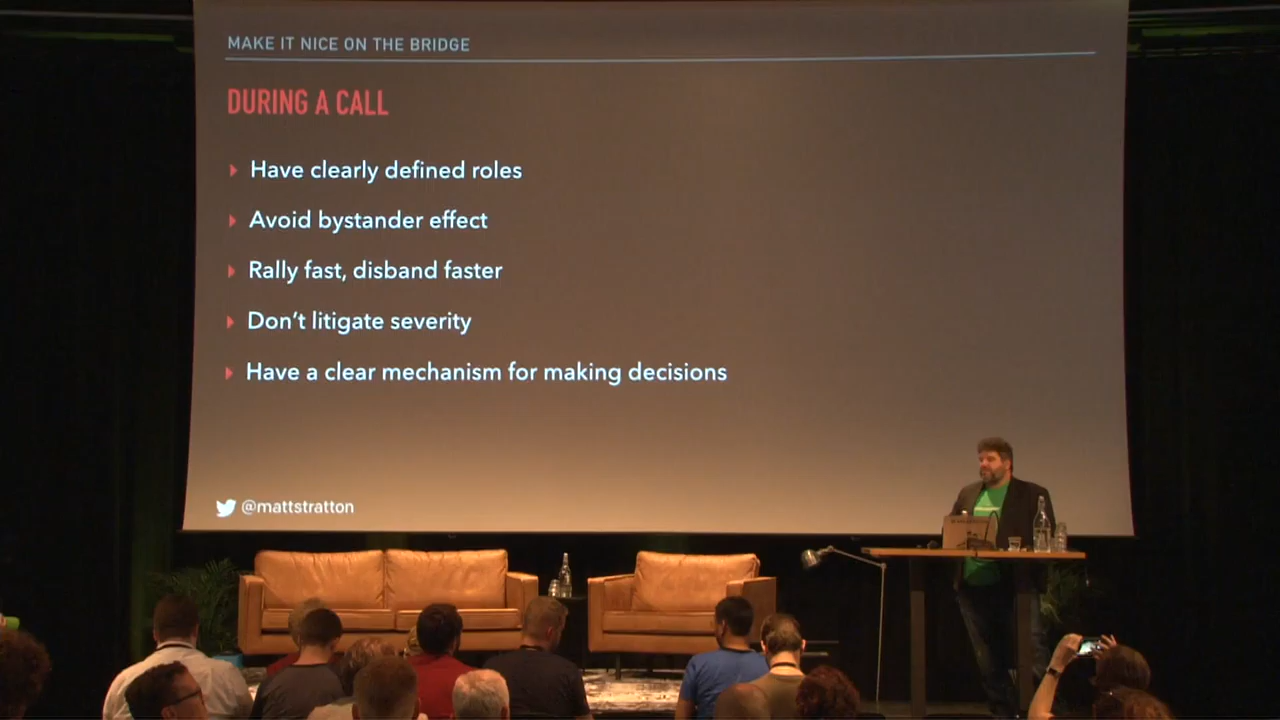 MAKE IT NICE ON THE BRIDGE
DURING A CALL
Have clearly defined roles
Avoid bystander effect
Rally fast, disband faster
Don't litigate severity
Have a clear mechanism for making decisions
@mattstratton